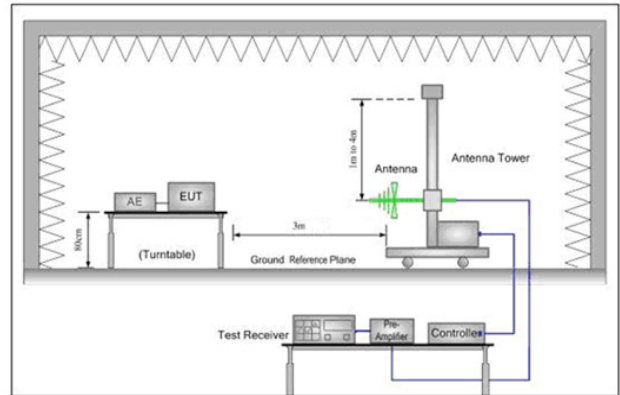 1m to 4m
Antenna
Antenna Tower
AE
EUT
80cm
3m
(Turntable)
Ground Reference Plane
Test Receiver
Pre-
Amplifier
Controller